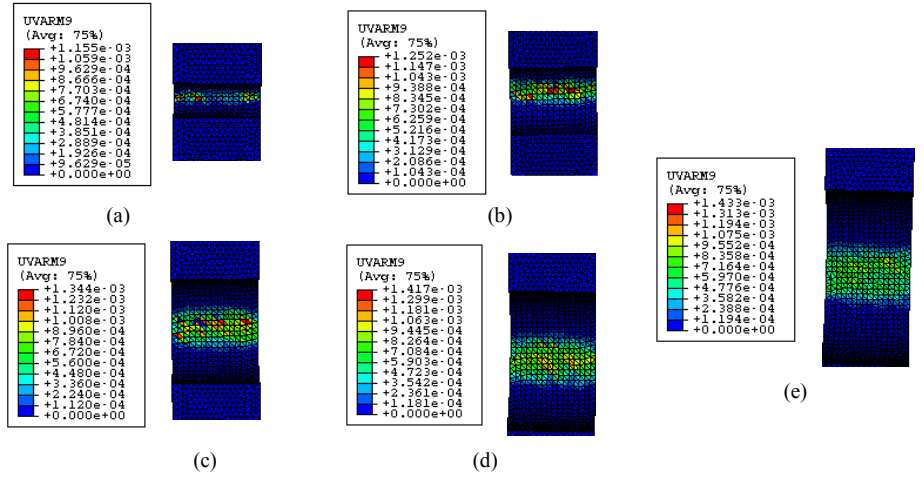 UVARM9
(Avg: 75%)
+1.155e-03
+1.059e-03
+9.629e-04
+8.666e-04
+7.703e-04
+6.740e-04
+5.777e-04
+4.814e-04
+3.851e-04
+2.889e-04
+1.926e-04
+9.629e-05
+0.000e+00
(a)
UVARM9
(Avg: 75%)
+1.252e-03
+1.147e-03
+1.043e-03
+9.388e-04
+8.345e-04
+7.302e-04
+6.259e-04
+5.216e-04
+4.173e-04
+3.129e-04
+2.086e-04
+1.043e-04
+0.000e+00
(b)
UVARM9
(Avg: 75%)
+1.344e-03
+1.232e-03
+1.120e-03
+1.008e-03
+8.960e-04
+7.840e-04
+6.720e-04
+5.600e-04
+4.480e-04
+3.360e-04
+2.240e-04
+1.120e-04
+0.000e+00
(c)
UVARM9
(Avg: 75%)
+1.417e-03
+1.299e-03
+1.181e-03
+1.063e-03
+9.445e-04
+8.264e-04
+7.084e-04
+5.903e-04
+4.723e-04
+3.542e-04
+2.361e-04
+1.181e-04
+0.000e+00
(d)
UVARM9
(Avg: 75%)
+1.433e-03
+1.313e-03
+1.194e-03
+1.075e-03
+9.552e-04
+8.358e-04
+7.164e-04
+5.970e-04
+4.776e-04
+3.582e-04
+2.388e-04
+1.194e-04
+0.000e+00
(e)